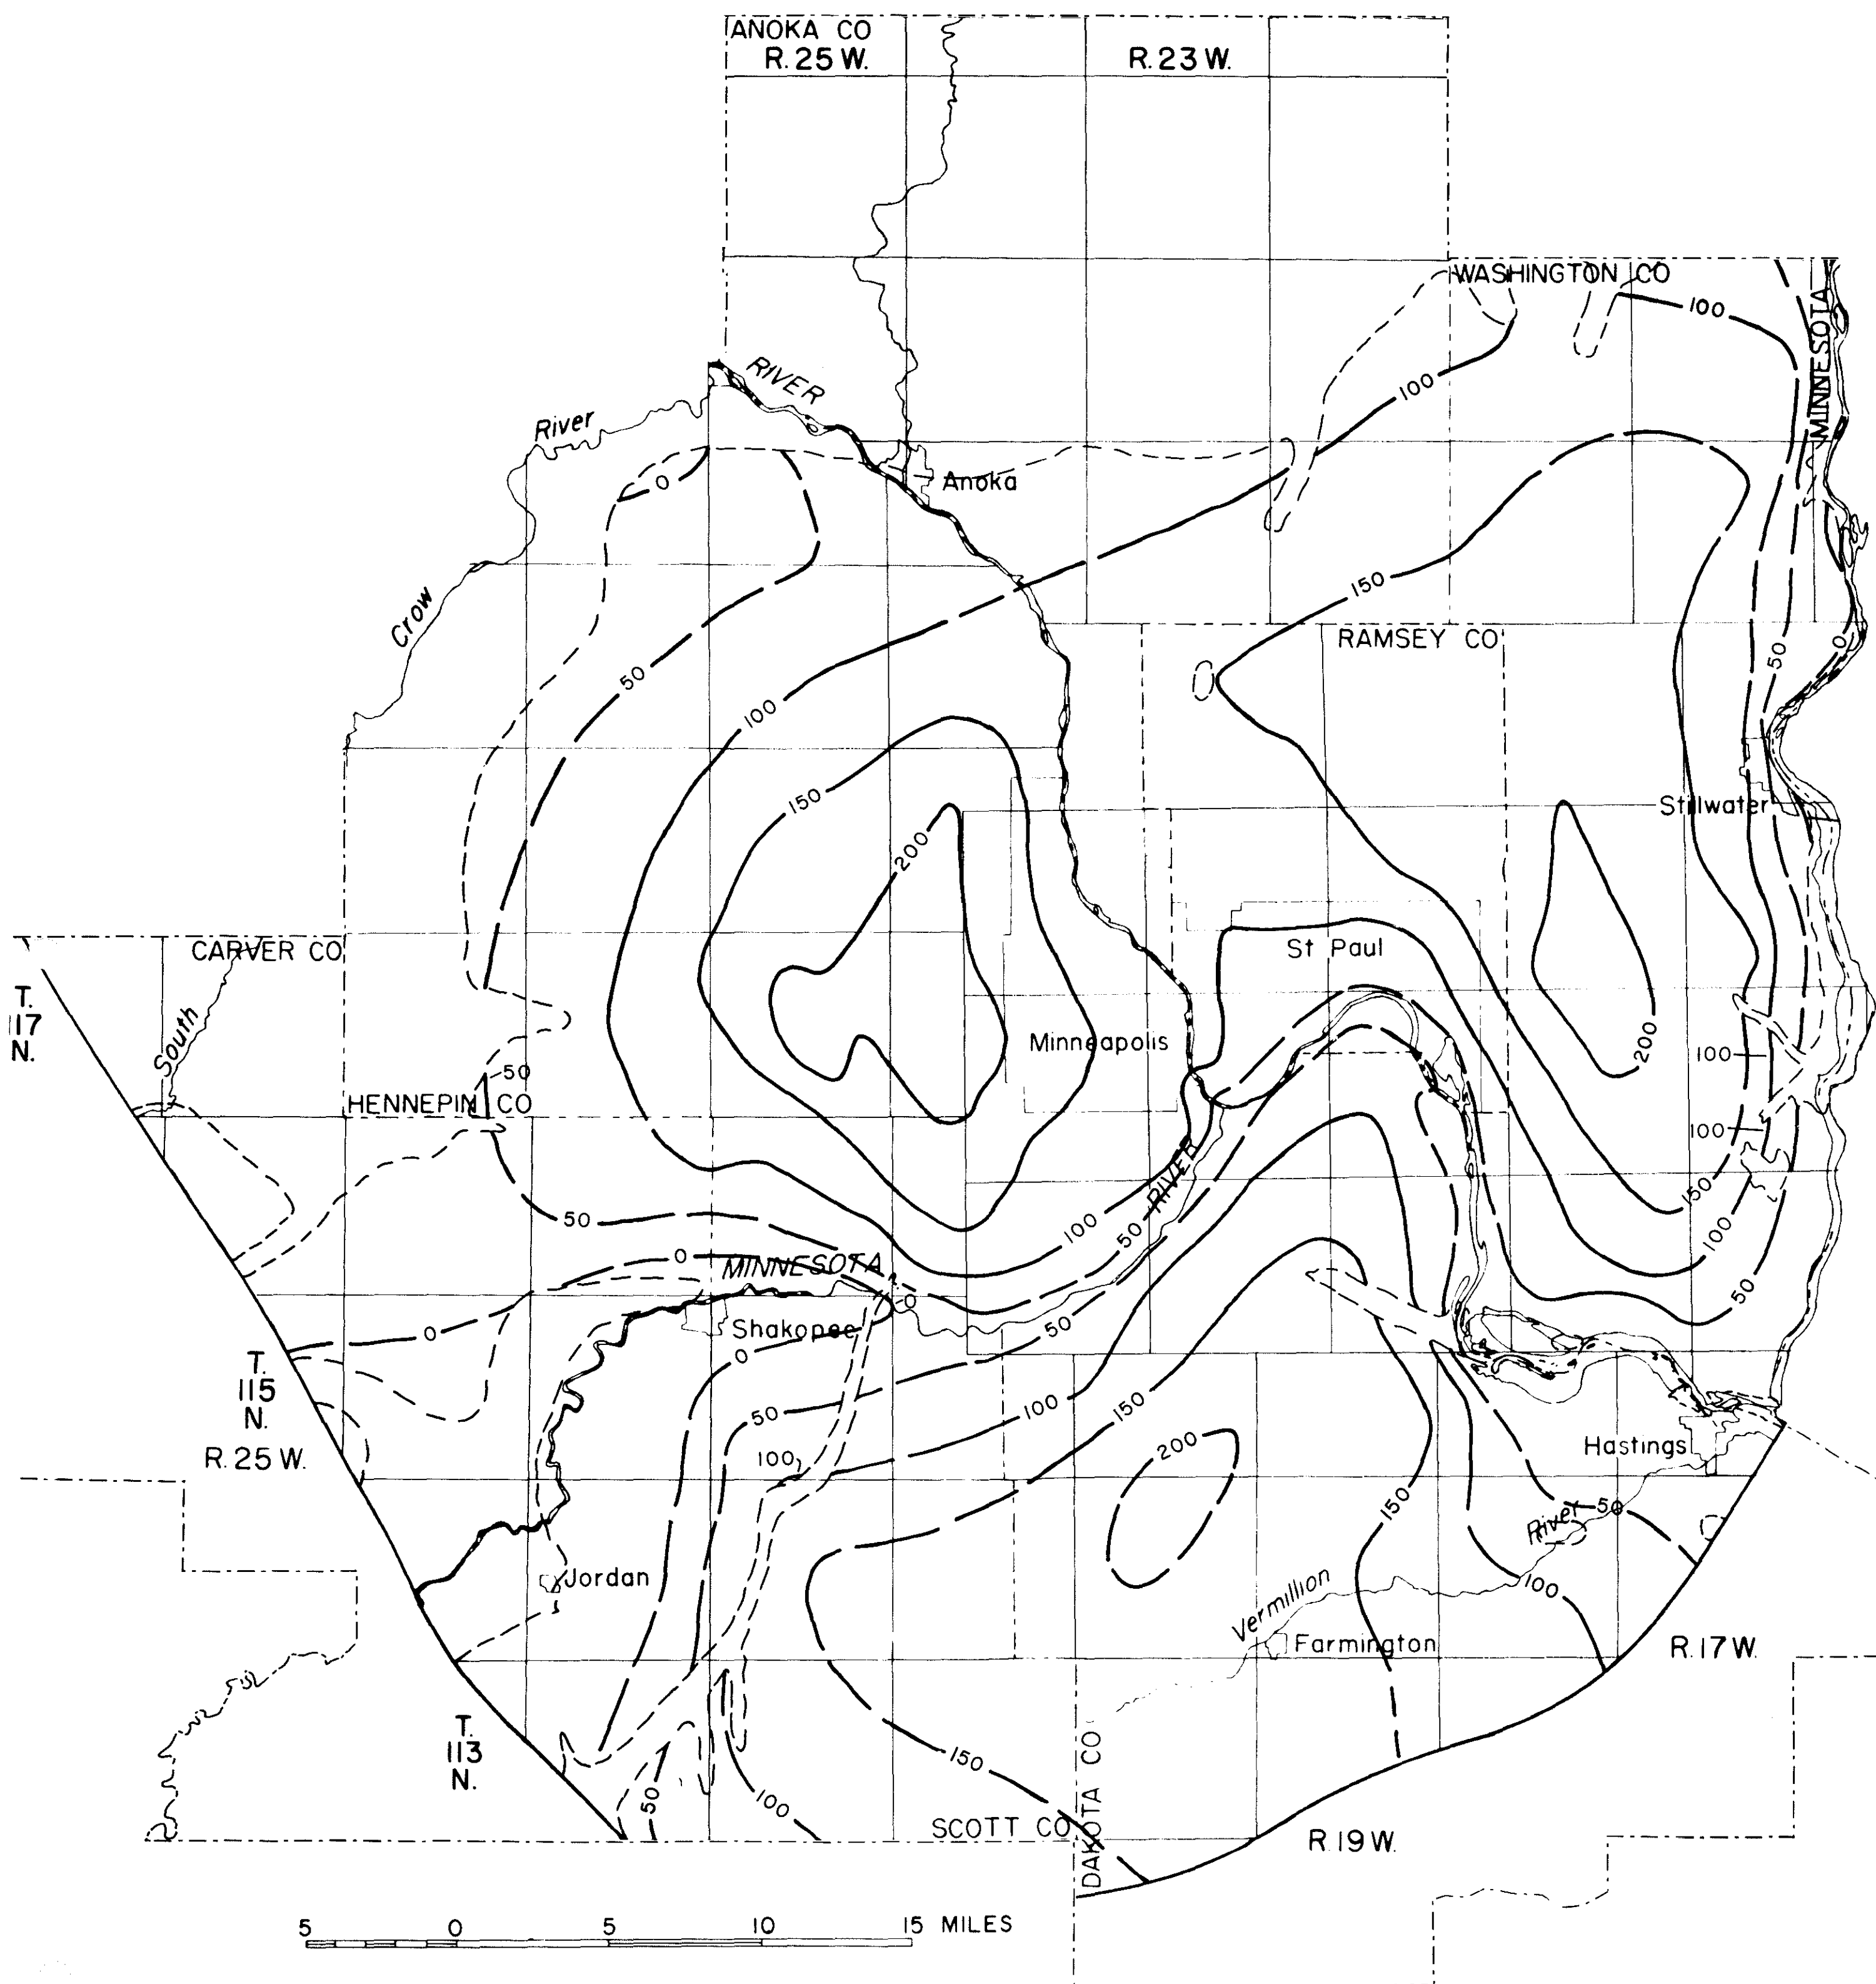 ANOKA CO
R. 25 W.
R. 23 W.
WASHINGTON CO
100
MINNESOTA
RIVER
River
100
0
Anoka
Crow
150
RAMSEY CO
0
50
50
100
150
Stillwater
200
CARVER CO
St Paul
T.
117
N.
South
Minneapolis
200
50
100
HENNEPIN CO
100
RIVER
150
50
100
50
100
0
MINNESOTA
50
0
Shakopee
50
0
0
T.
115
N.
R. 25 W.
50
100
150
200
Hastings
100
150
50
River
Jordan
100
Vermillion
Farmington
R. 17 W.
T.
113
N.
150
DAKOTA CO
50
100
SCOTT CO
R. 19 W.
5 0 5 10 15 MILES